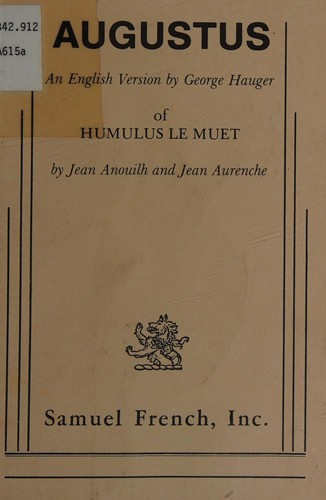 842.912
A615a
AUGUSTUS
An English Version by George Hauger
of
HUMULUS LE MUET
by Jean Anouilh and Jean Aurenche
Samuel French, Inc.